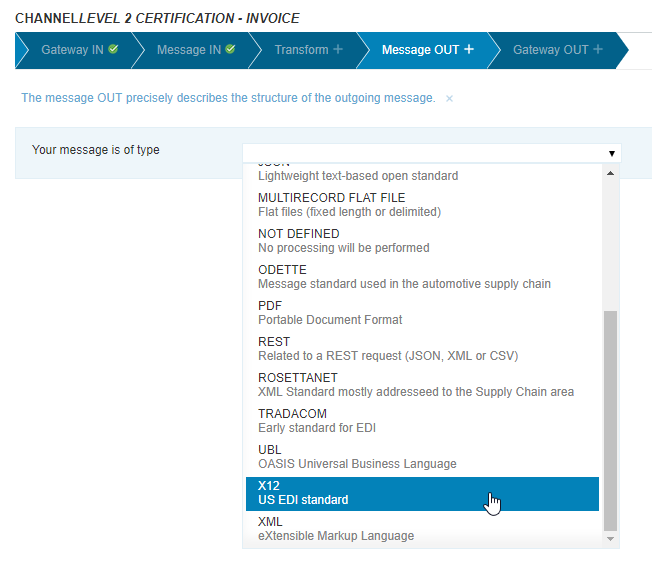 CHANNELLEVEL 2 CERTIFICATION - INVOICE
Gateway IN Message IN Transform + Message OUT + Gateway OUT +
The message OUT precisely describes the structure of the outgoing message. ×
Your message is of type
JSON
Lightweight text-based open standard
MULTIRECORD FLAT FILE
Flat files (fixed length or delimited)
NOT DEFINED
No processing will be performed
ODETTE
Message standard used in the automotive supply chain
PDF
Portable Document Format
REST
Related to a REST request (JSON, XML or CSV)
ROSETTANET
XML Standard mostly addresseed to the Supply Chain area
TRADACOM
Early standard for EDI
UBL
OASIS Universal Business Language
X12
US EDI standard
XML
eXtensible Markup Language